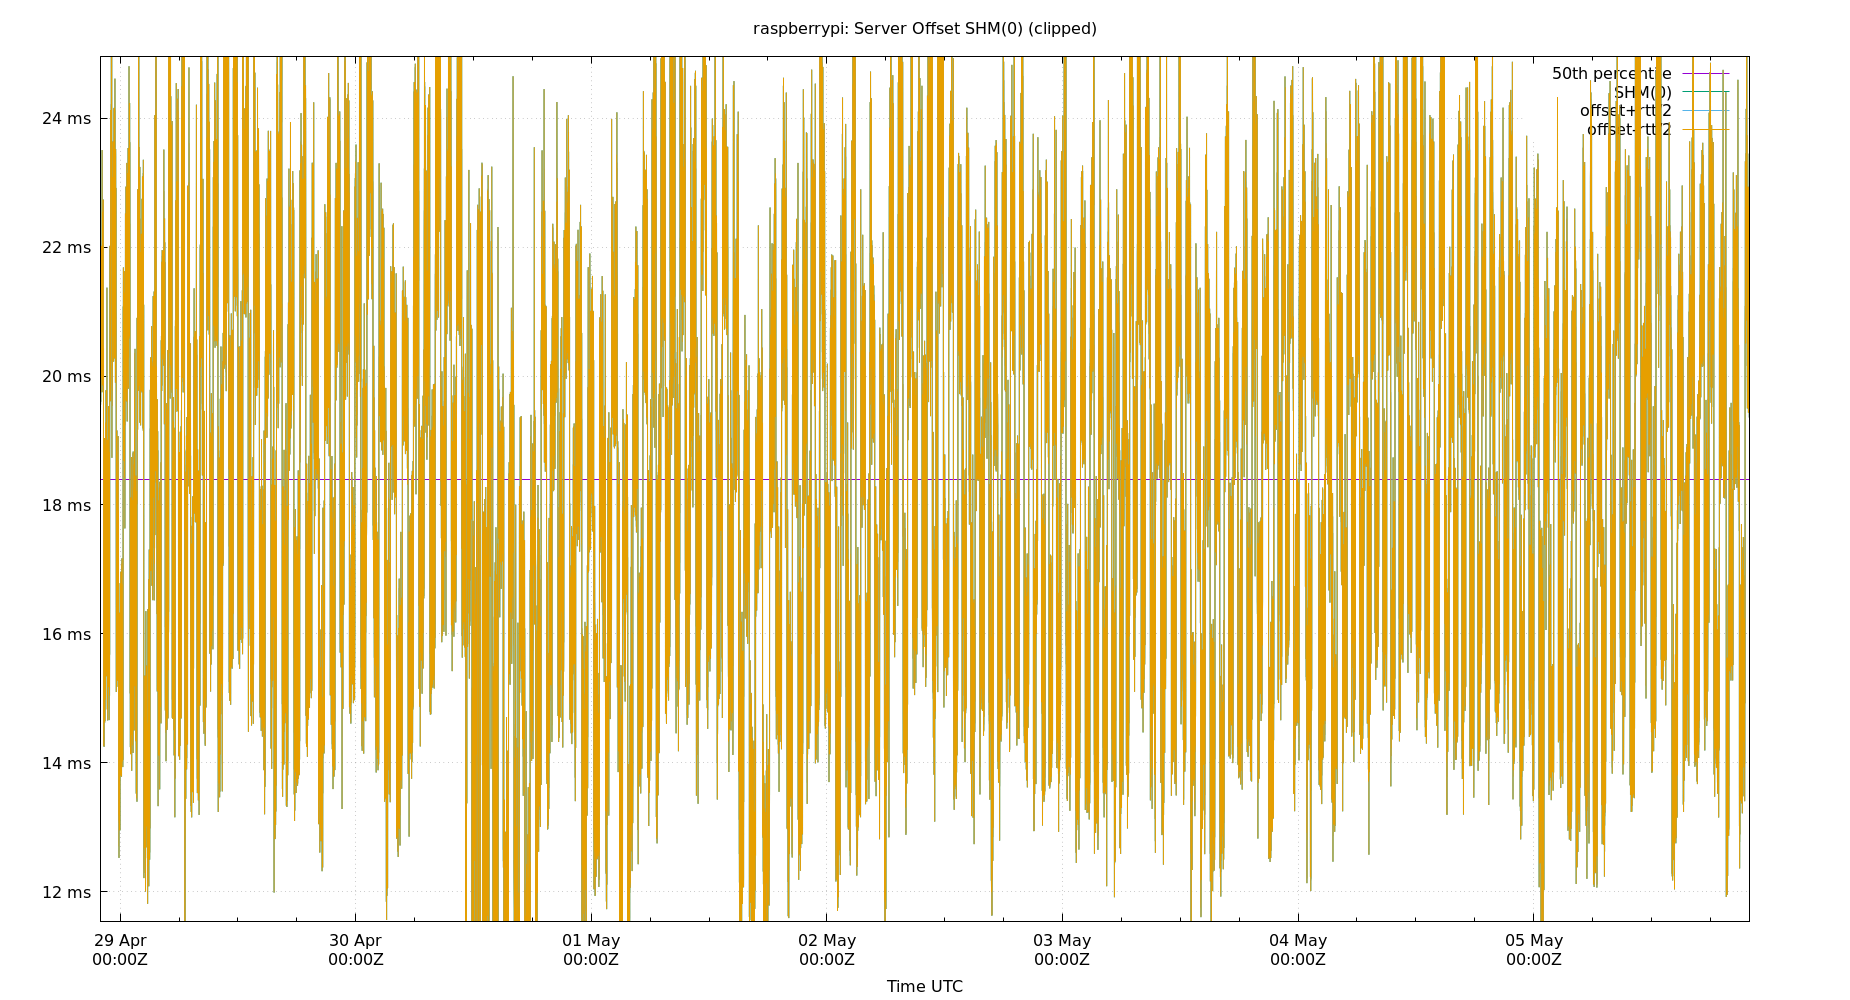 raspberrypi: Server Offset SHM(0) (clipped)
50th percentile
SHM(0)
offset+rtt/2
offset-rtt/2
24 ms
22 ms
20 ms
18 ms
16 ms
14 ms
12 ms
29 Apr 30 Apr 01 May 02 May 03 May 04 May 05 May
00:00Z 00:00Z 00:00Z 00:00Z 00:00Z 00:00Z 00:00Z
Time UTC